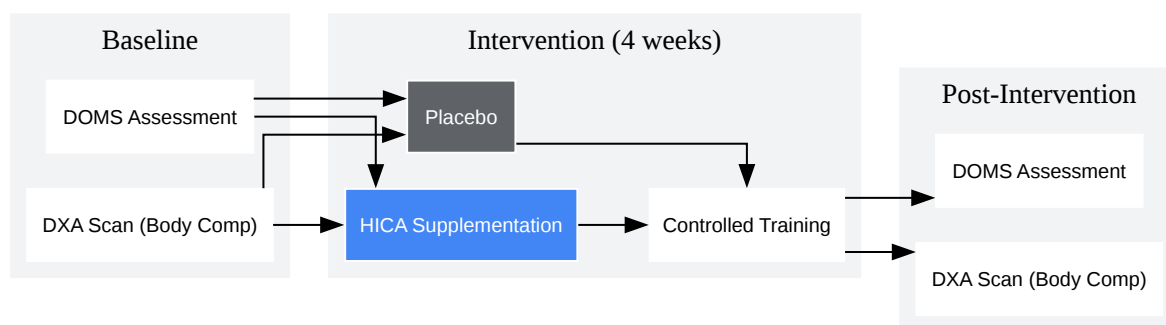 Baseline
DOMS Assessment
DXA Scan (Body Comp)
Intervention (4 weeks)
Placebo
HICA Supplementation
Controlled Training
Post-Intervention
DOMS Assessment
DXA Scan (Body Comp)